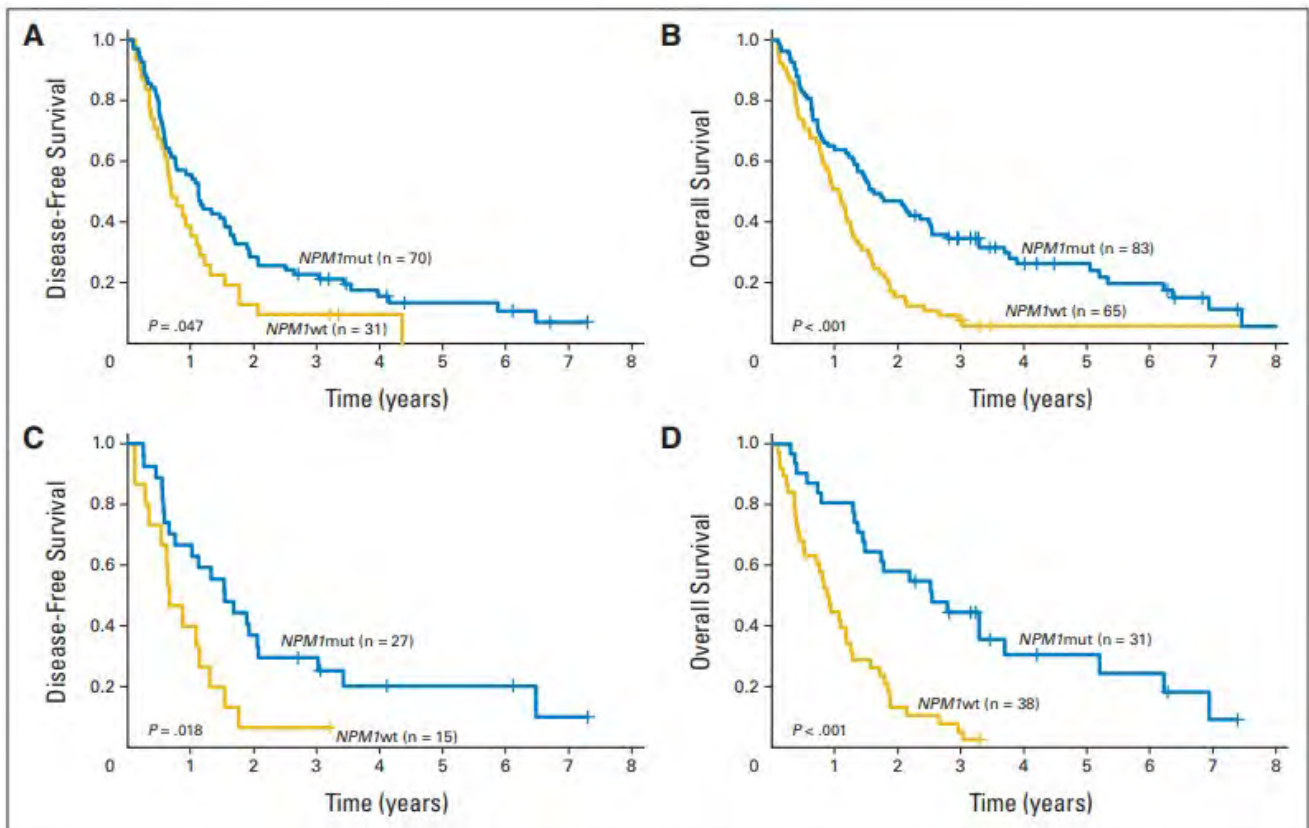 A
Disease-Free Survival
1.0
0.8
0.6
0.4
0.2
0
NPM1mut (n = 70)
NPM1wt (n = 31)
P = .047
1 2 3 4 5 6 7 8
Time (years)
B
Overall Survival
1.0
0.8
0.6
0.4
0.2
0
NPM1mut (n = 83)
NPM1wt (n = 65)
P < .001
1 2 3 4 5 6 7 8
Time (years)
C
Disease-Free Survival
1.0
0.8
0.6
0.4
0.2
0
NPM1mut (n = 27)
P = .018
NPM1wt (n = 15)
1 2 3 4 5 6 7 8
Time (years)
D
Overall Survival
1.0
0.8
0.6
0.4
0.2
0
NPM1mut (n = 31)
NPM1wt (n = 38)
P < .001
1 2 3 4 5 6 7 8
Time (years)